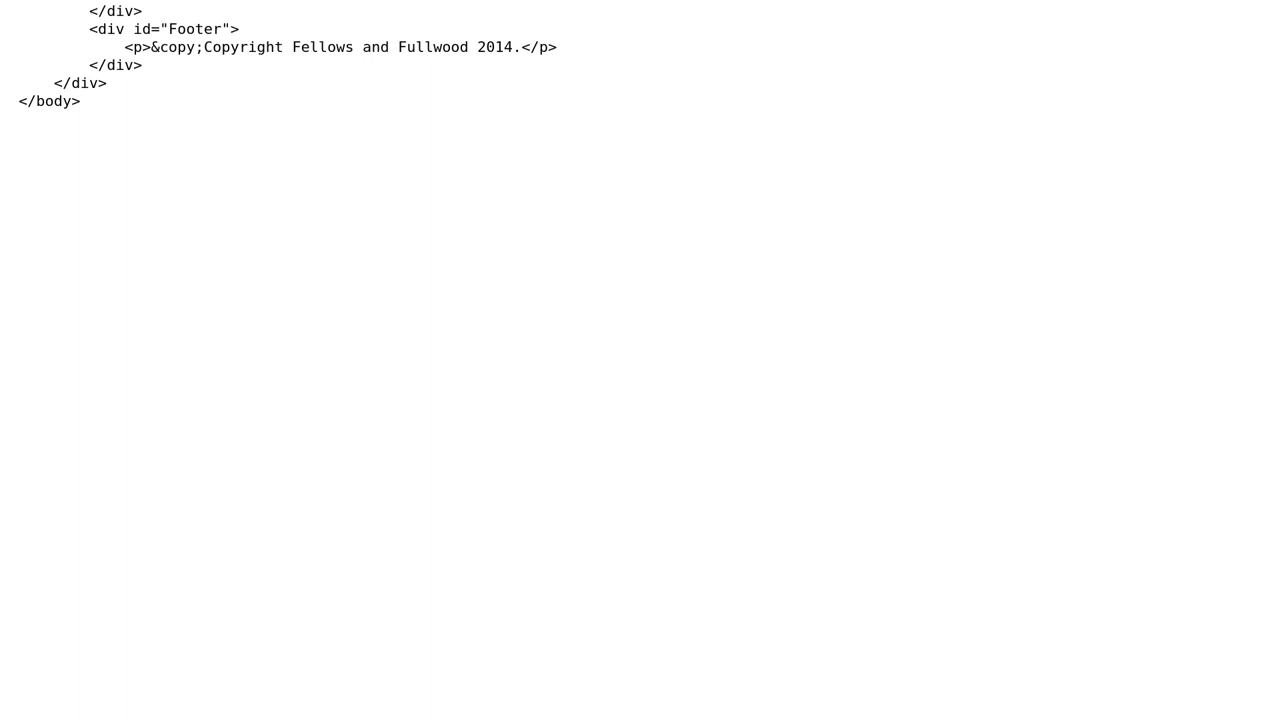 </div>
<div id="Footer">
<p>&copy;Copyright Fellows and Fullwood 2014.</p>
</div>
</div>
</body>